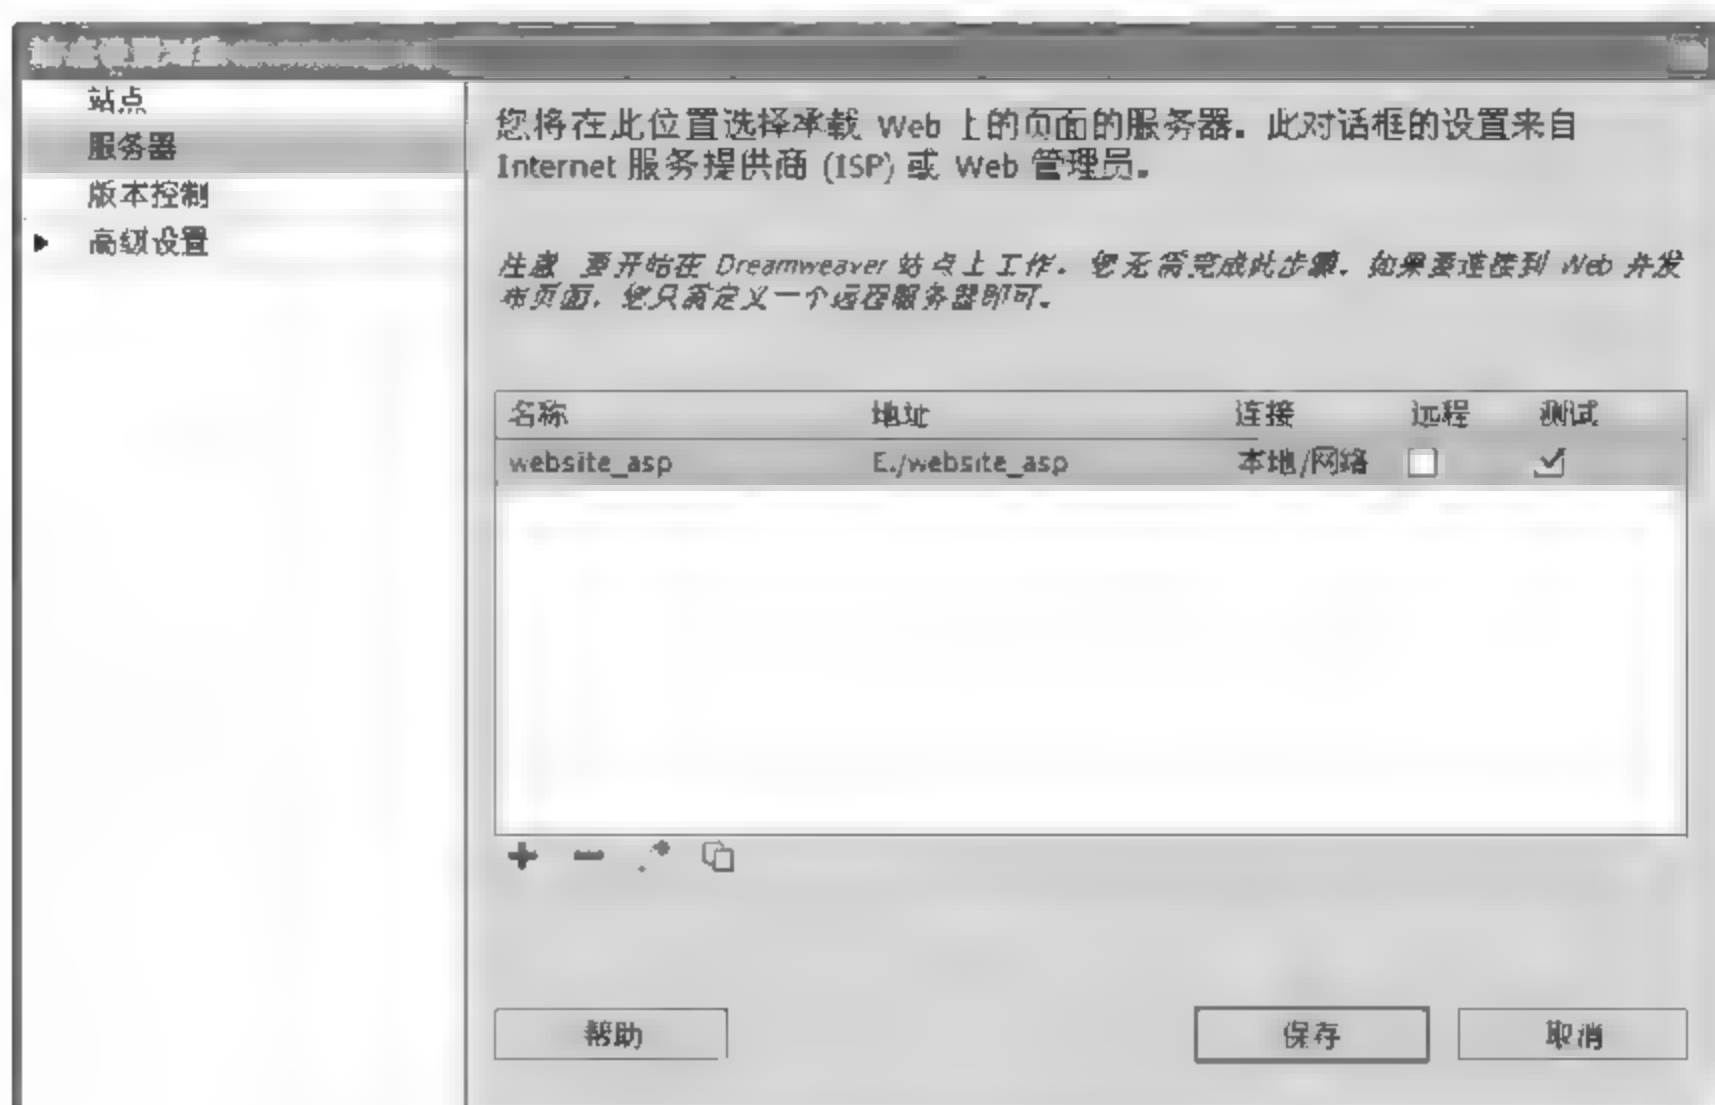 站点
服务器
版本控制
高级设置
您将在此位置选择承载 Web 上的页面的服务器。此对话框的设置来自
Internet 服务提供商 (ISP) 或 Web 管理员。
注意 要开始在 Dreamweaver 站点上工作，您无需完成此步骤。如果要连接到 Web 并发
布页面，您只需定义一个远程服务器即可。
名称 地址 连接 远程 测试
website_asp E:/website_asp 本地/网络
帮助 保存 取消